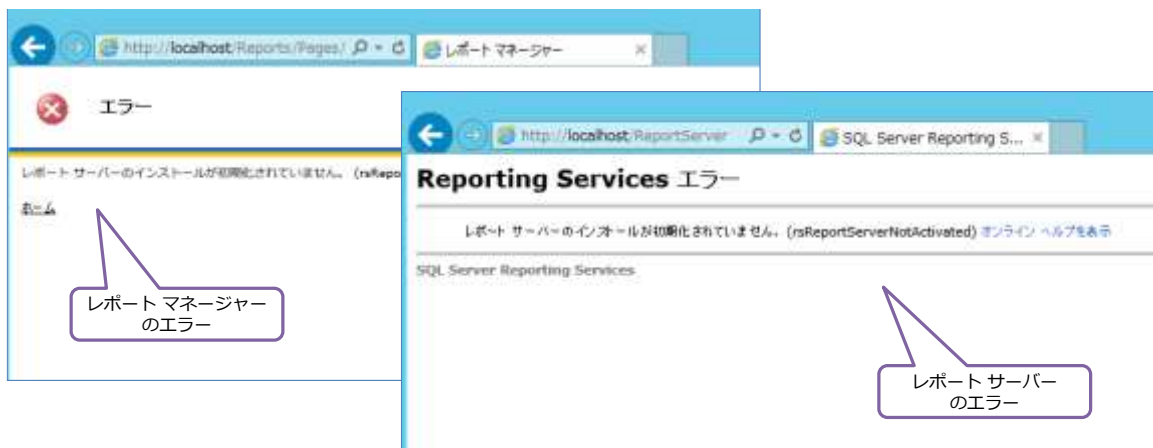 http://localhost/Reports/Pages/
レポート マネージャー
エラー
レポート サーバーのインストールが初期化されていません。 (rsRepo
ホーム
レポート マネージャー
のエラー
http://localhost/ReportServer
SQL Server Reporting S...
Reporting Services エラー
レポート サーバーのインストールが初期化されていません。 (rsReportServerNotActivated) オンライン ヘルプを表示
SQL Server Reporting Services
レポート サーバー
のエラー